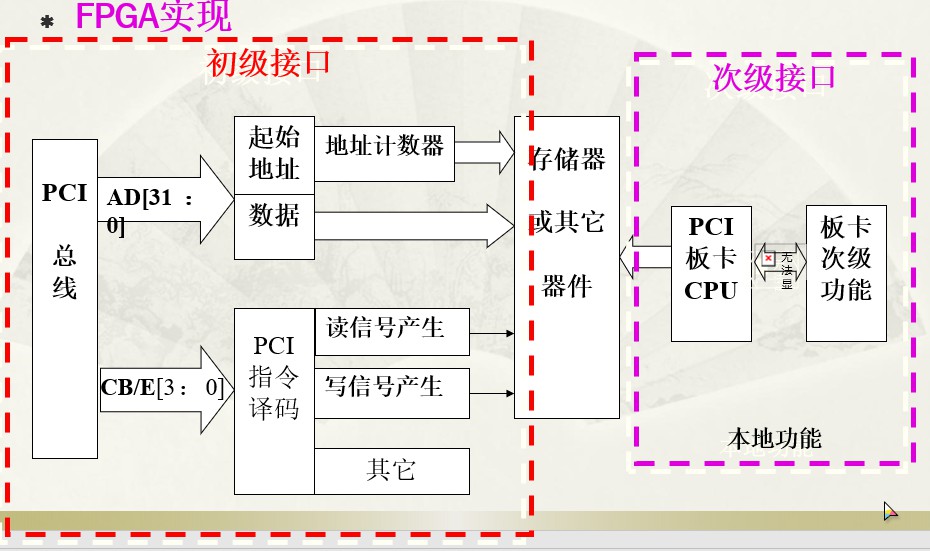 ✱ FPGA实现
初级接口
次级接口
PCI
总
线
AD[31 :
0]
起始
地址
地址计数器
数据
存储器
或其它
器件
PCI
板卡
CPU
无
法
显
板卡
次级
功能
CB/E[3: 0]
PCI
指令
译码
读信号产生
写信号产生
其它
本地功能